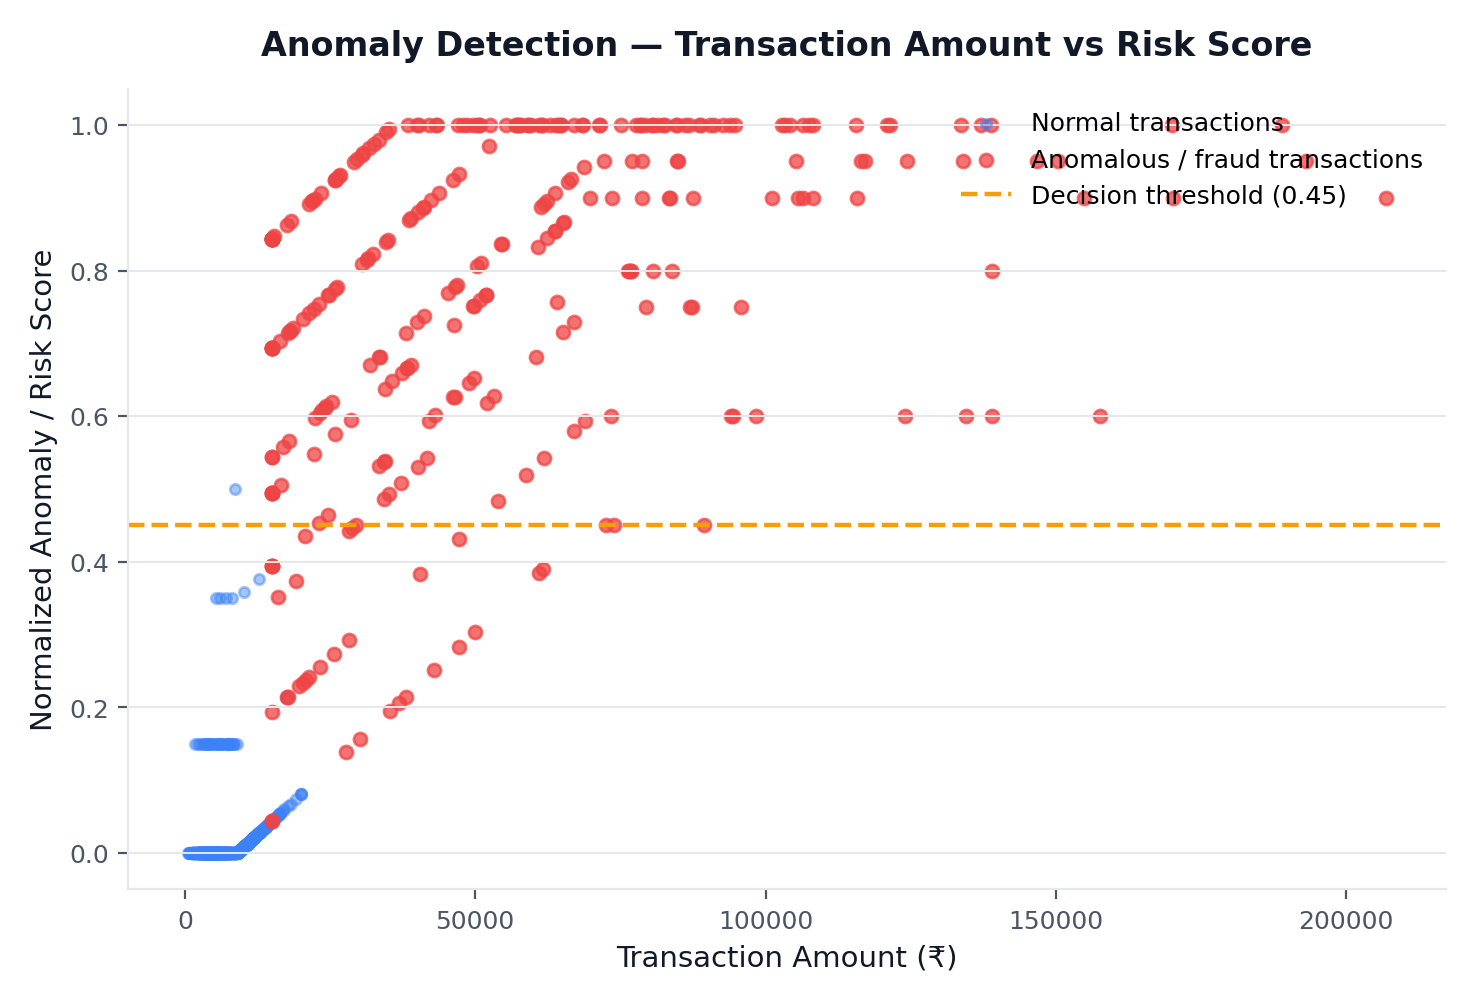 Anomaly Detection — Transaction Amount vs Risk Score
Normal transactions
Anomalous / fraud transactions
Decision threshold (0.45)
Normalized Anomaly / Risk Score
1.0
0.8
0.6
0.4
0.2
0.0
0 50000 100000 150000 200000
Transaction Amount (₹)